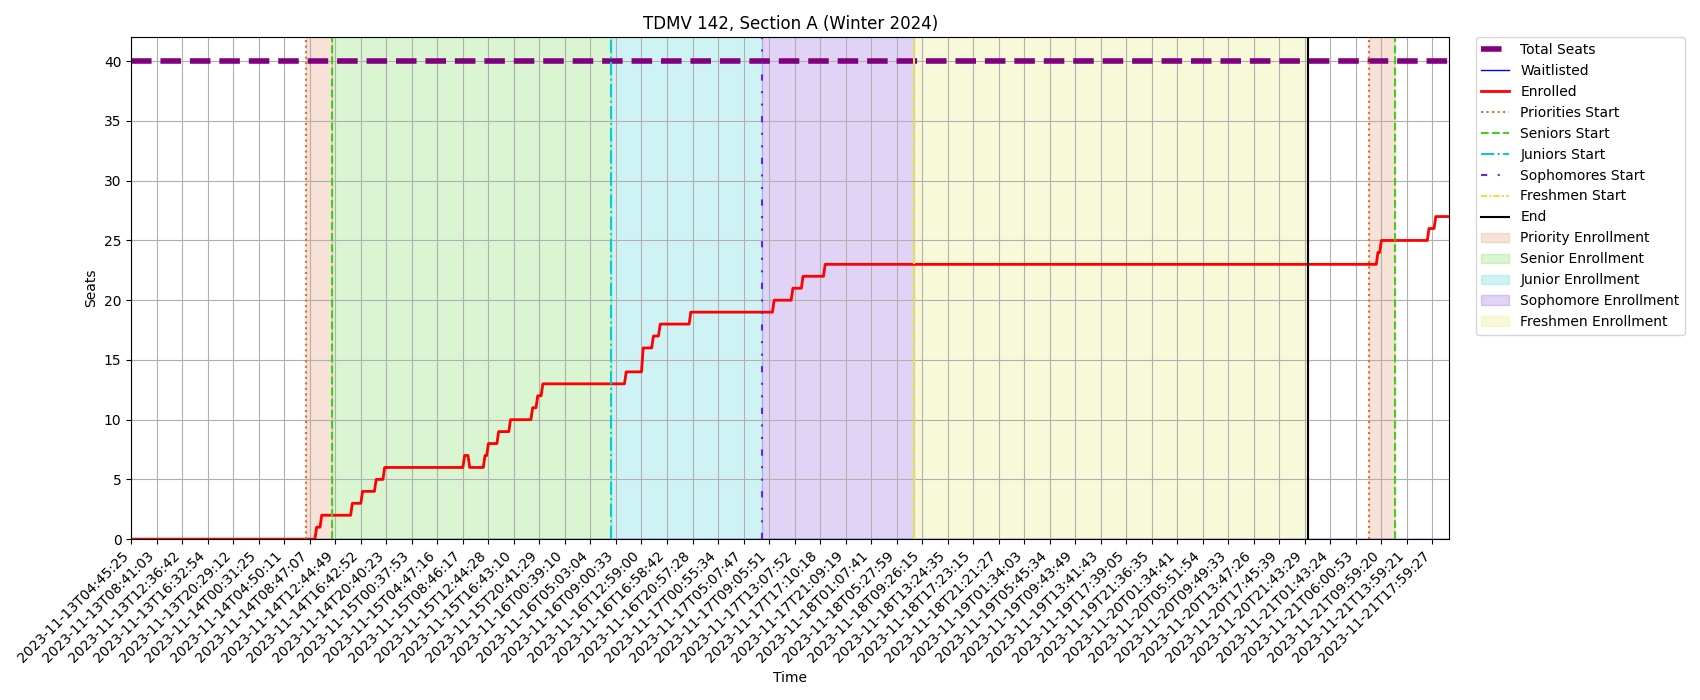 TDMV 142, Section A (Winter 2024)
Seats
40
35
30
25
20
15
10
5
0
2023-11-13T04:45:25
2023-11-13T08:41:03
2023-11-13T12:36:42
2023-11-13T16:32:54
2023-11-13T20:29:12
2023-11-14T00:31:25
2023-11-14T04:50:11
2023-11-14T08:47:07
2023-11-14T12:44:49
2023-11-14T16:42:52
2023-11-14T20:40:23
2023-11-15T00:37:53
2023-11-15T04:47:16
2023-11-15T08:46:17
2023-11-15T12:44:28
2023-11-15T16:43:10
2023-11-15T20:41:29
2023-11-16T00:39:10
2023-11-16T05:03:04
2023-11-16T09:00:33
2023-11-16T12:59:00
2023-11-16T16:58:42
2023-11-16T20:57:28
2023-11-17T00:55:34
2023-11-17T05:07:47
2023-11-17T09:05:51
2023-11-17T13:07:52
2023-11-17T17:10:18
2023-11-17T21:09:19
2023-11-18T01:07:41
2023-11-18T05:27:59
2023-11-18T09:26:15
2023-11-18T13:24:35
2023-11-18T17:23:15
2023-11-18T21:21:27
2023-11-19T01:34:03
2023-11-19T05:45:34
2023-11-19T09:43:49
2023-11-19T13:41:43
2023-11-19T17:39:05
2023-11-19T21:36:35
2023-11-20T01:34:41
2023-11-20T05:51:54
2023-11-20T09:49:33
2023-11-20T13:47:26
2023-11-20T17:45:39
2023-11-20T21:43:29
2023-11-21T01:43:24
2023-11-21T06:00:53
2023-11-21T09:59:20
2023-11-21T13:59:21
2023-11-21T17:59:27
Time
Total Seats
Waitlisted
Enrolled
Priorities Start
Seniors Start
Juniors Start
Sophomores Start
Freshmen Start
End
Priority Enrollment
Senior Enrollment
Junior Enrollment
Sophomore Enrollment
Freshmen Enrollment